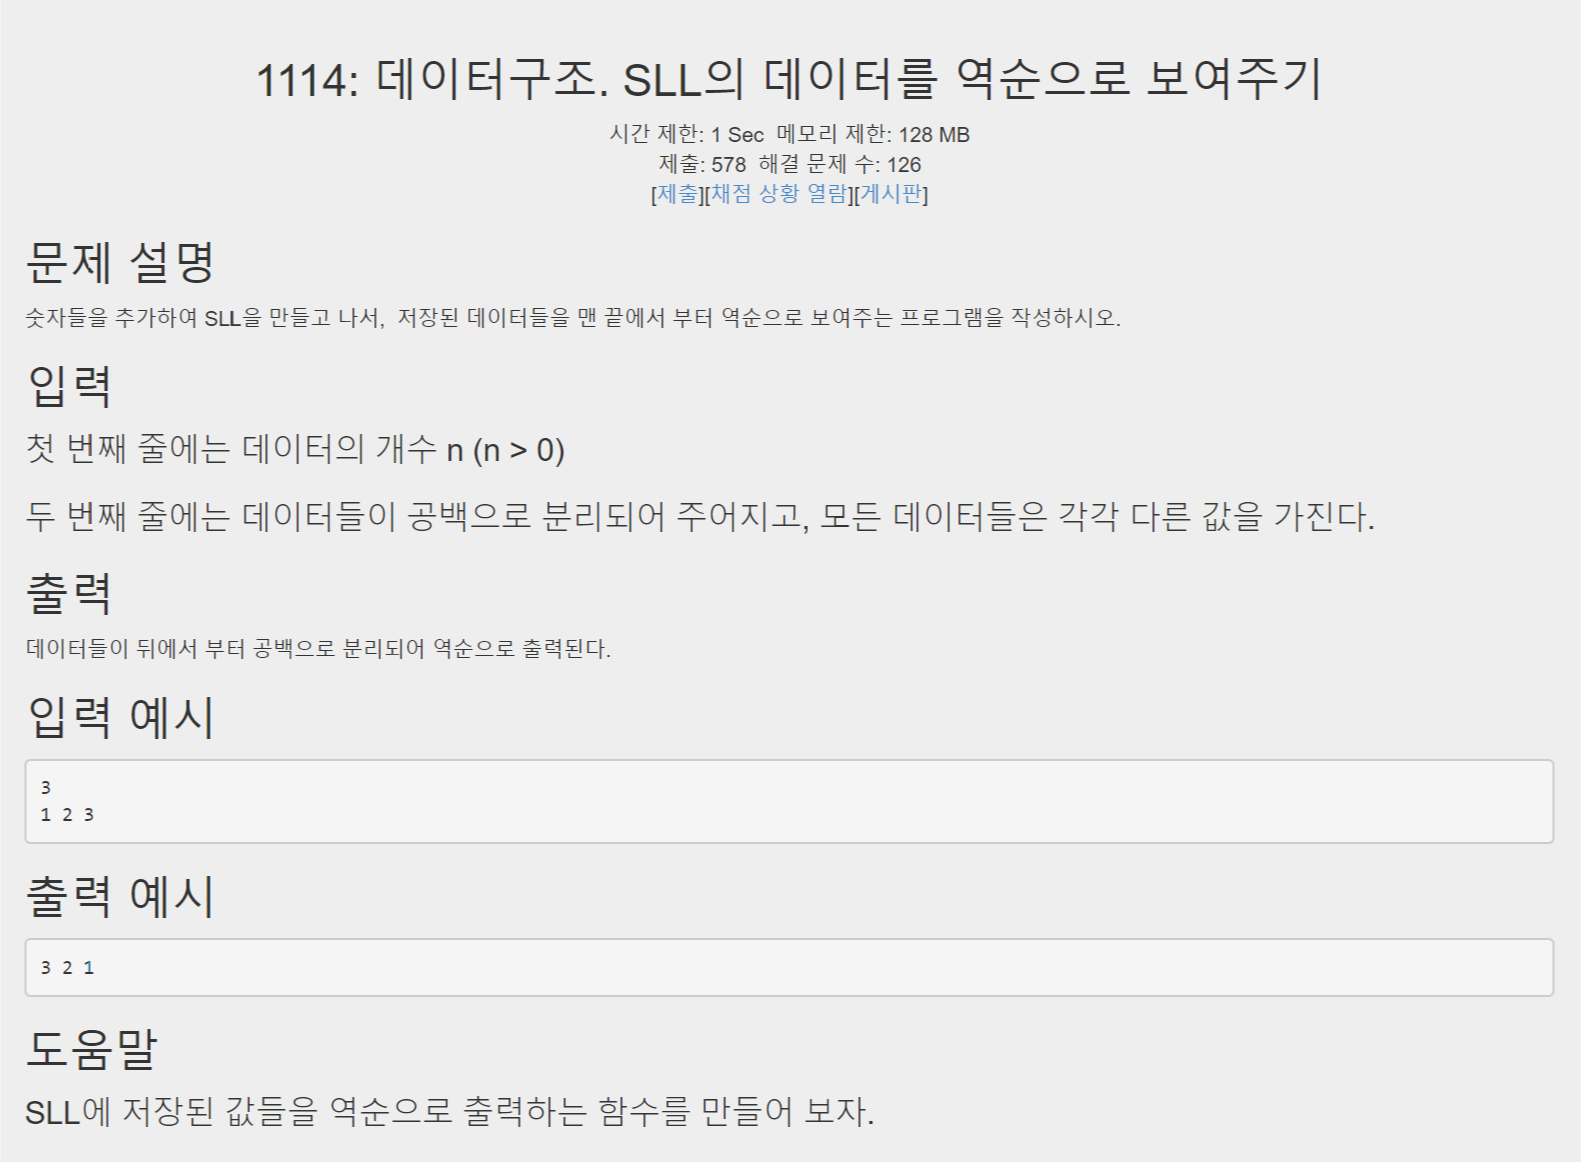 1114: 데이터구조. SLL의 데이터를 역순으로 보여주기
시간 제한: 1 Sec 메모리 제한: 128 MB
제출: 578 해결 문제 수: 126
[제출][채점 상황 열람][게시판]
문제 설명
숫자들을 추가하여 SLL을 만들고 나서, 저장된 데이터들을 맨 끝에서 부터 역순으로 보여주는 프로그램을 작성하시오.
입력
첫 번째 줄에는 데이터의 개수 n (n > 0)
두 번째 줄에는 데이터들이 공백으로 분리되어 주어지고, 모든 데이터들은 각각 다른 값을 가진다.
출력
데이터들이 뒤에서 부터 공백으로 분리되어 역순으로 출력된다.
입력 예시
3
1 2 3
출력 예시
3 2 1
도움말
SLL에 저장된 값들을 역순으로 출력하는 함수를 만들어 보자.